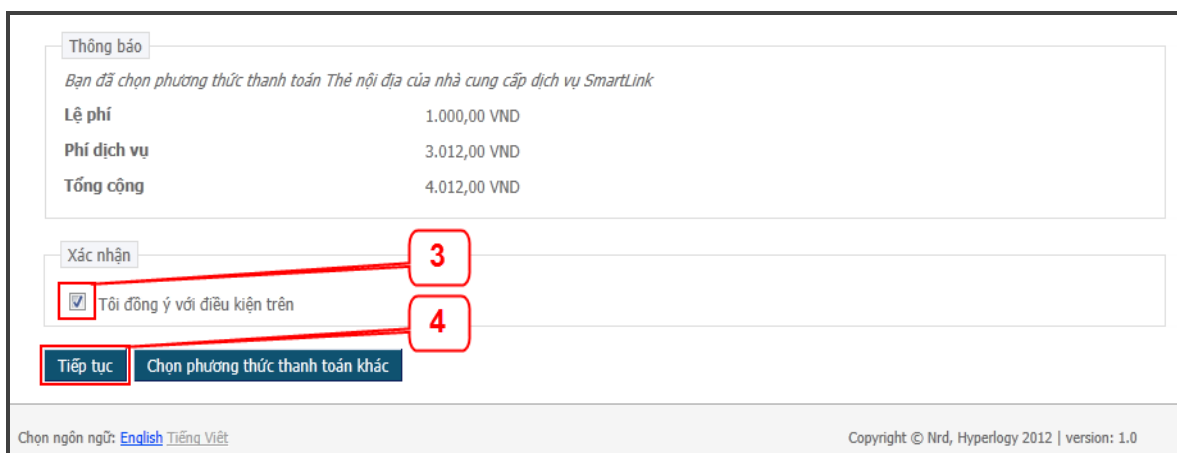 Thông báo
Bạn đã chọn phương thức thanh toán Thẻ nội địa của nhà cung cấp dịch vụ SmartLink
Lệ phí 1.000,00 VND
Phí dịch vụ 3.012,00 VND
Tổng cộng 4.012,00 VND
Xác nhận
3
Tôi đồng ý với điều kiện trên
4
Tiếp tục Chọn phương thức thanh toán khác
Chọn ngôn ngữ: English Tiếng Việt Copyright © Nrd, Hyperlogy 2012 | version: 1.0